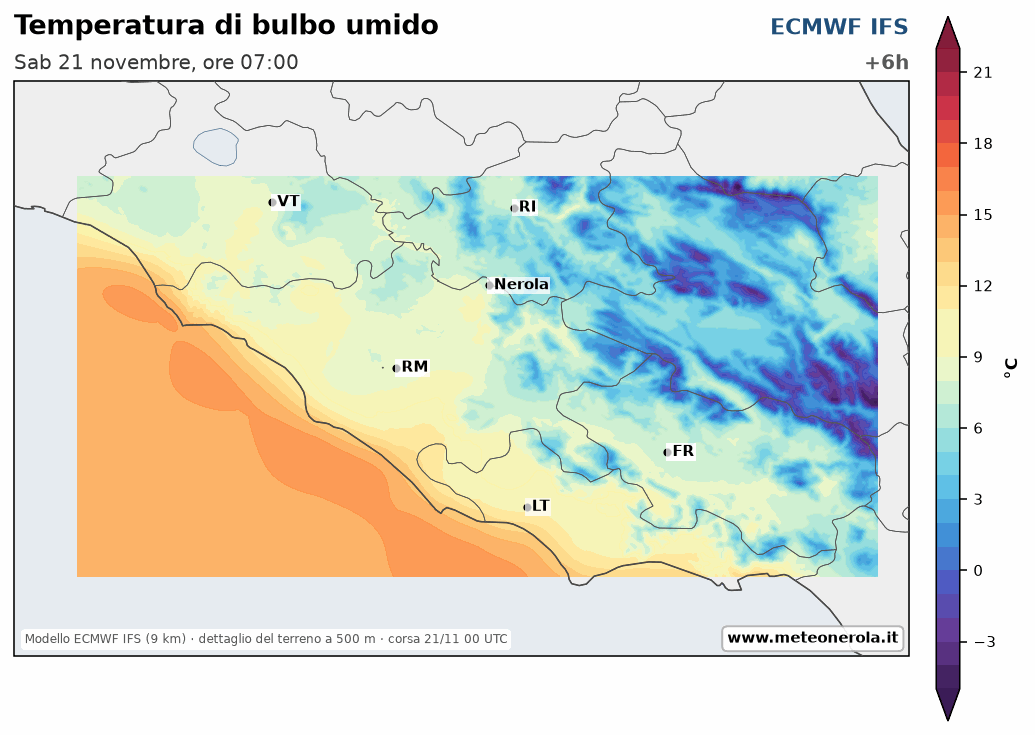 Temperatura di bulbo umido
ECMWF IFS
Sab 21 novembre, ore 07:00
+6h
VT
RI
Nerola
RM
FR
LT
21
18
15
12
9
6
3
0
−3
°C
Modello ECMWF IFS (9 km) · dettaglio del terreno a 500 m · corsa 21/11 00 UTC
www.meteonerola.it